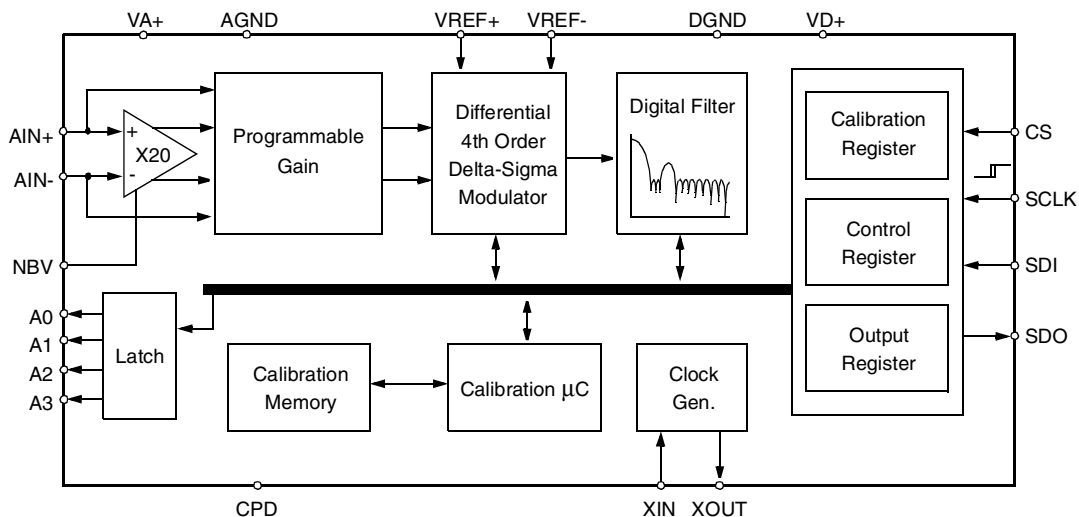 VA+
AGND
VREF+
VREF-
DGND
VD+
AIN+
AIN-
NBV
A0
A1
A2
A3
+
X20
-
Programmable
Gain
Differential
4th Order
Delta-Sigma
Modulator
Digital Filter
Calibration
Register
Control
Register
Output
Register
CS
SCLK
SDI
SDO
Latch
Calibration
Memory
Calibration μC
Clock
Gen.
CPD
XIN
XOUT